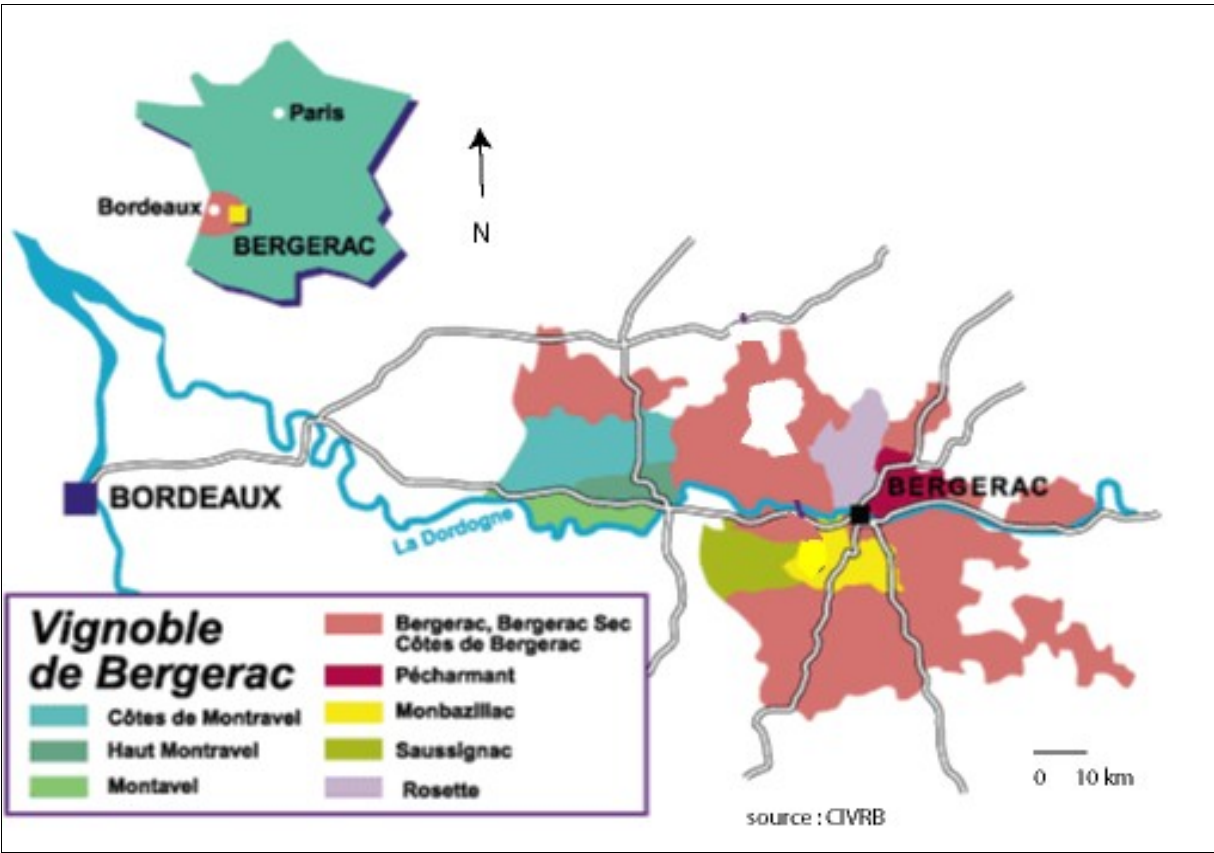 Paris
Bordeaux
BERGERAC
N
BORDEAUX
BERGERAC
La Dordogne
Vignoble
de Bergerac
Côtes de Montravel
Haut Montravel
Montavel
Bergerac, Bergerac Sec
Côtes de Bergerac
Pécharmant
Monbazillac
Saussignac
Rosette
0 10 km
source : CIVRB